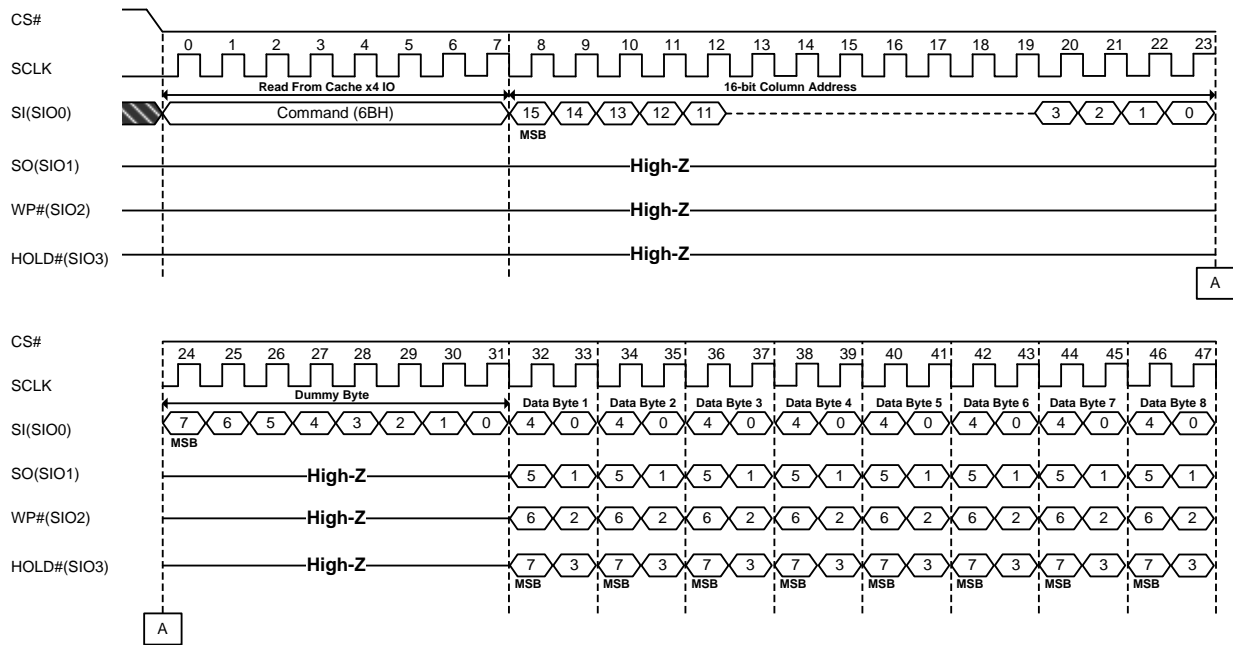 CS#
0 1 2 3 4 5 6 7 8 9 10 11 12 13 14 15 16 17 18 19 20 21 22 23
SCLK
Read From Cache x4 IO 16-bit Column Address
SI(SIO0) Command (6BH) 15 14 13 12 11 3 2 1 0
MSB
SO(SIO1) High-Z
WP#(SIO2) High-Z
HOLD#(SIO3) High-Z
A
CS#
24 25 26 27 28 29 30 31 32 33 34 35 36 37 38 39 40 41 42 43 44 45 46 47
SCLK
Dummy Byte Data Byte 1 Data Byte 2 Data Byte 3 Data Byte 4 Data Byte 5 Data Byte 6 Data Byte 7 Data Byte 8
SI(SIO0) 7 6 5 4 3 2 1 0 4 0 4 0 4 0 4 0 4 0 4 0 4 0 4 0
MSB
SO(SIO1) High-Z 5 1 5 1 5 1 5 1 5 1 5 1 5 1 5 1
WP#(SIO2) High-Z 6 2 6 2 6 2 6 2 6 2 6 2 6 2 6 2
HOLD#(SIO3) High-Z 7 3 7 3 7 3 7 3 7 3 7 3 7 3 7 3
MSB MSB MSB MSB MSB MSB MSB MSB
A